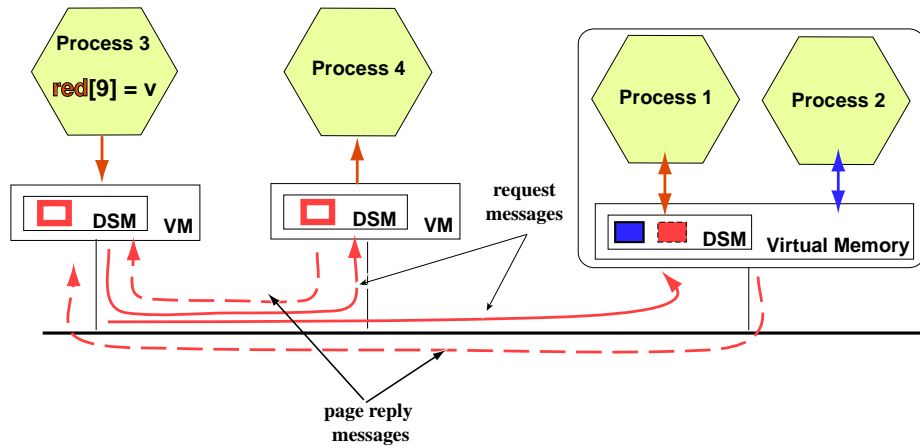 Process 3
red[9] = v
Process 4
Process 1
Process 2
DSM
VM
DSM
VM
request
messages
DSM
Virtual Memory
page reply
messages